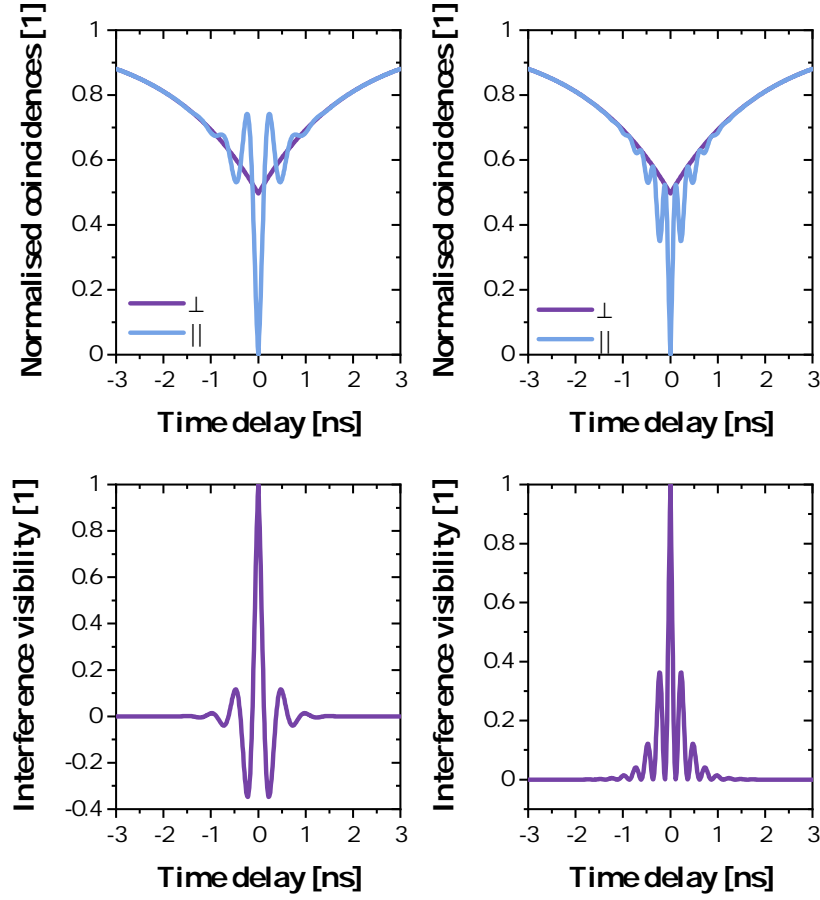 Normalised coincidences [1]
1
0.8
0.6
0.4
0.2
0
⊥
||
-3 -2 -1 0 1 2 3
Time delay [ns]
Normalised coincidences [1]
1
0.8
0.6
0.4
0.2
0
⊥
||
-3 -2 -1 0 1 2 3
Time delay [ns]
Interference visibility [1]
1
0.8
0.6
0.4
0.2
0
-0.2
-0.4
-3 -2 -1 0 1 2 3
Time delay [ns]
Interference visibility [1]
1
0.8
0.6
0.4
0.2
0
-3 -2 -1 0 1 2 3
Time delay [ns]